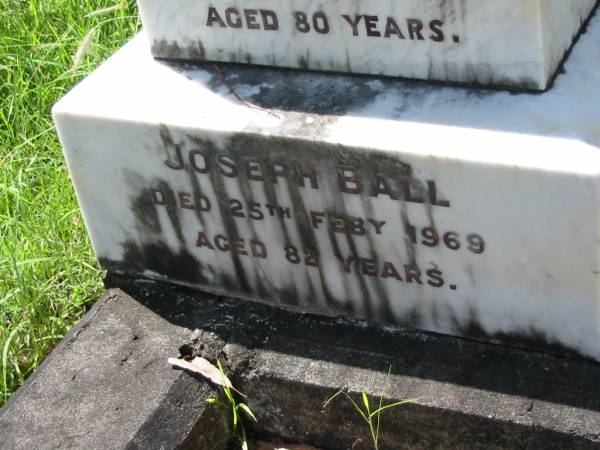 AGED 80 YEARS.
JOSEPH BALL
DIED 25TH FEBY 1969
AGED 82 YEARS.